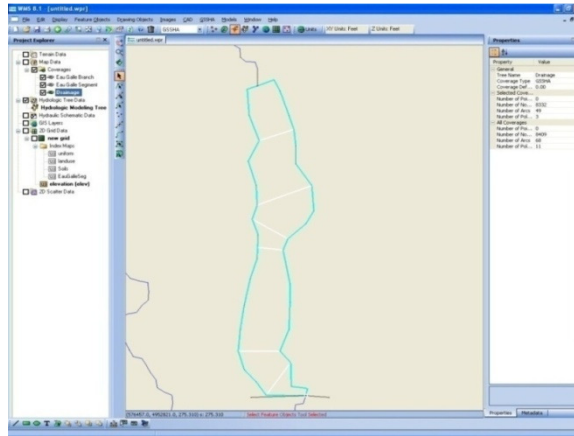 WMS 8.1 - [untitled.wpr]
File Edit Display Feature Objects Drawing Objects Images CAD GSSHA Models Window Help
GSSHA Units XY Units: Feet Z Units: Feet
Project Explorer
untitled.wpr
Properties
Terrain Data
Map Data
Coverages
Eau Galle Branch
Eau Galle Segment
Drainage
Hydrologic Tree Data
Hydrologic Modeling Tree
Hydraulic Schematic Data
GIS Layers
2D Grid Data
new grid
Index Maps
uniform
landuse
Soils
EauGalleSeg
elevation (elev)
2D Scatter Data
Property Value
General
Tree Name Drainage
Coverage Type GSSHA
Coverage Def... 0.00
Selected Cove...
Number of Poi... 0
Number of No... 8332
Number of Arcs 49
Number of Pol... 3
All Coverages
Number of Poi... 0
Number of No... 8409
Number of Arcs 68
Number of Pol... 11
Select Feature Objects Tool Selected
Properties Metadata